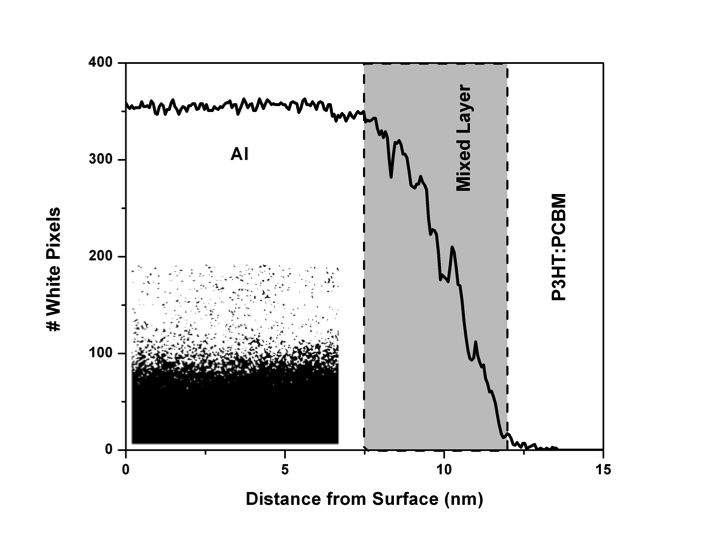 400
300
200
100
0
# White Pixels
Al
Mixed Layer
P3HT:PCBM
0
5
10
15
Distance from Surface (nm)